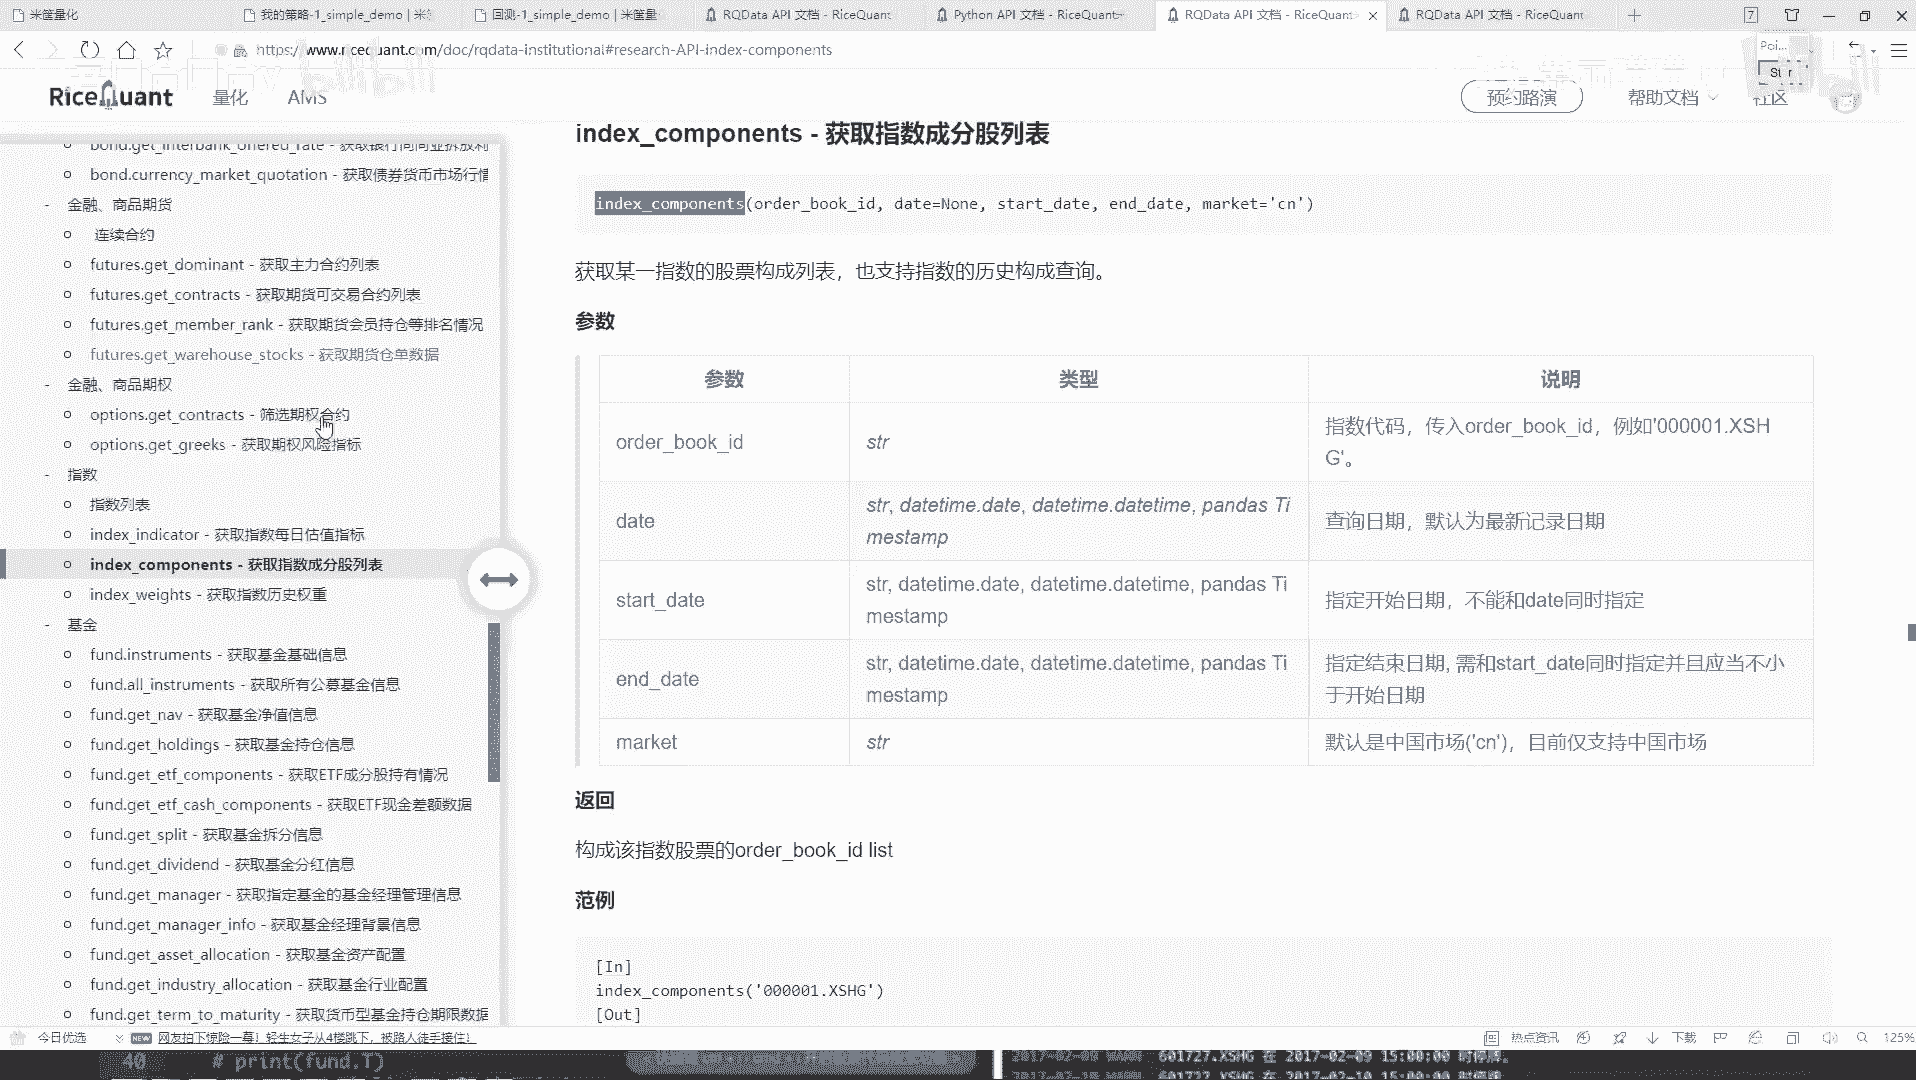 米筐量化
我的策略-1_simple_demo | 米
回测-1_simple_demo | 米筐量
RQData API 文档 - RiceQuant
Python API 文档 - RiceQuant
RQData API 文档 - RiceQuant
RQData API 文档 - RiceQuant
7
https://www.ricequant.com/doc/rqdata-institutional#research-API-index-components
Poi...
Str
RiceQuant
量化
AMS
预约路演
帮助文档
社区
bond.get_interbank_offered_rate - 获取银行间同业拆放利
bond.currency_market_quotation - 获取债券货币市场行情
- 金融、商品期货
连续合约
futures.get_dominant - 获取主力合约列表
futures.get_contracts - 获取期货可交易合约列表
futures.get_member_rank - 获取期货会员持仓等排名情况
futures.get_warehouse_stocks - 获取期货仓单数据
- 金融、商品期权
options.get_contracts - 筛选期权合约
options.get_greeks - 获取期权风险指标
- 指数
指数列表
index_indicator - 获取指数每日估值指标
index_components - 获取指数成分股列表
index_weights - 获取指数历史权重
- 基金
fund.instruments - 获取基金基础信息
fund.all_instruments - 获取所有公募基金信息
fund.get_nav - 获取基金净值信息
fund.get_holdings - 获取基金持仓信息
fund.get_etf_components - 获取ETF成分股持有情况
fund.get_etf_cash_components - 获取ETF现金差额数据
fund.get_split - 获取基金拆分信息
fund.get_dividend - 获取基金分红信息
fund.get_manager - 获取指定基金的基金经理管理信息
fund.get_manager_info - 获取基金经理背景信息
fund.get_asset_allocation - 获取基金资产配置
fund.get_industry_allocation - 获取基金行业配置
fund.get_term_to_maturity - 获取货币型基金持仓期限数据
index_components - 获取指数成分股列表
index_components(order_book_id, date=None, start_date, end_date, market='cn')
获取某一指数的股票构成列表，也支持指数的历史构成查询。
参数
参数 类型 说明
order_book_id str 指数代码，传入order_book_id，例如'000001.XSH
G'。
date str, datetime.date, datetime.datetime, pandas Ti
mestamp 查询日期，默认为最新记录日期
start_date str, datetime.date, datetime.datetime, pandas Ti
mestamp 指定开始日期，不能和date同时指定
end_date str, datetime.date, datetime.datetime, pandas Ti
mestamp 指定结束日期, 需和start_date同时指定并且应当不小
于开始日期
market str 默认是中国市场('cn')，目前仅支持中国市场
返回
构成该指数股票的order_book_id list
范例
[In]
index_components('000001.XSHG')
[Out]
今日优选
NEW 网友拍下惊险一幕！轻生女子从4楼跳下，被路人徒手接住！
热点资讯
下载
125%
40 # print(fund.T)
2017-02-09 WARN 601727.XSHG 在 2017-02-09 15:00:00 时停牌。
2017-02-10 WARN 601727.XSHG 在 2017-02-10 15:00:00 时停牌。